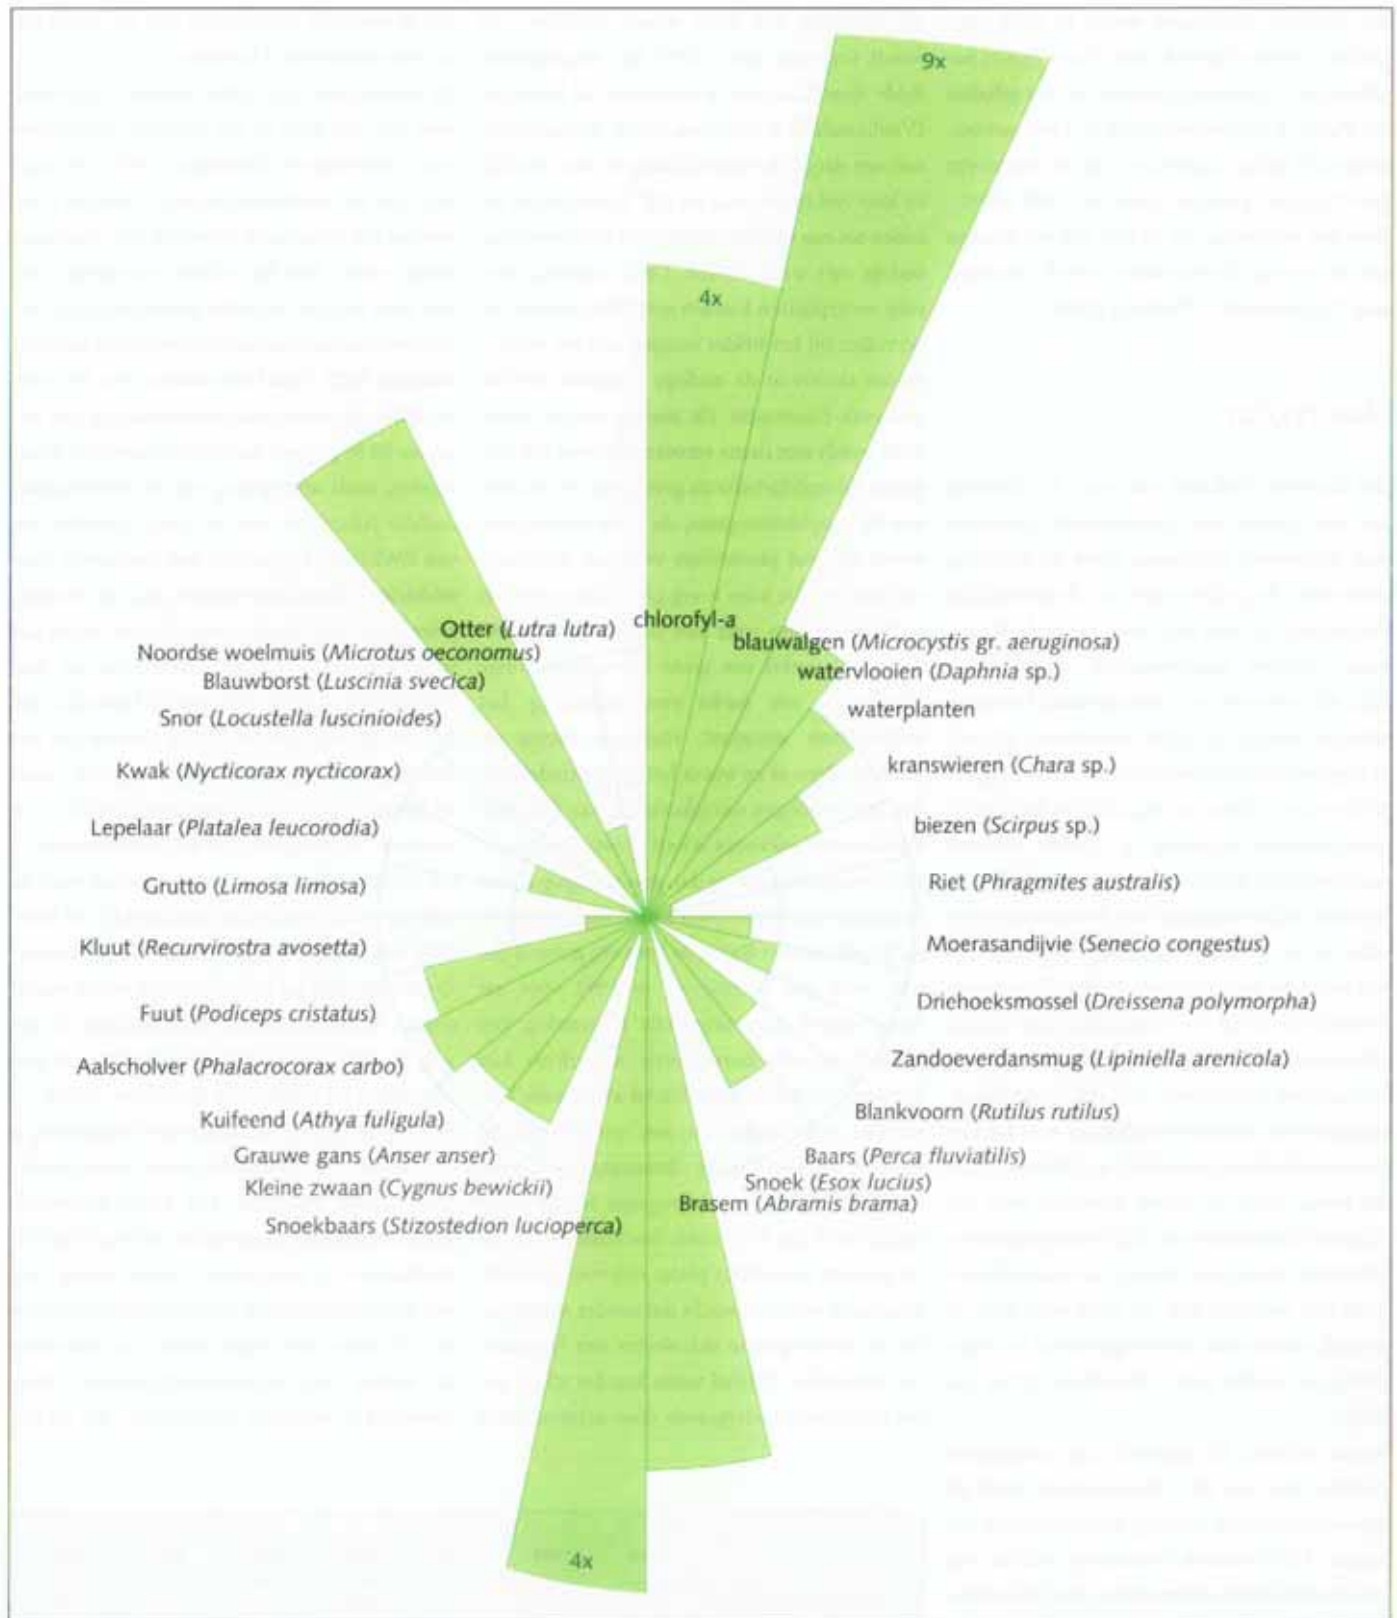 9x
4x
chlorofyl-a
Otter (Lutra lutra)
blauwalgen (Microcystis gr. aeruginosa)
Noordse woelmuis (Microtus oeconomus)
watervlooien (Daphnia sp.)
Blauwborst (Luscinia svecica)
waterplanten
Snor (Locustella luscinioides)
kranswieren (Chara sp.)
Kwak (Nycticorax nycticorax)
biezen (Scirpus sp.)
Lepelaar (Platalea leucorodia)
Riet (Phragmites australis)
Grutto (Limosa limosa)
Moerasandijvie (Senecio congestus)
Kluut (Recurvirostra avosetta)
Driehoeksmossel (Dreissena polymorpha)
Fuut (Podiceps cristatus)
Zandoeverdansmug (Lipiniella arenicola)
Aalscholver (Phalacrocorax carbo)
Blankvoorn (Rutilus rutilus)
Kuifeend (Athya fuligula)
Baars (Perca fluviatilis)
Grauwe gans (Anser anser)
Snoek (Esox lucius)
Kleine zwaan (Cygnus bewickii)
Brasem (Abramis brama)
Snoekbaars (Stizostedion lucioperca)
4x